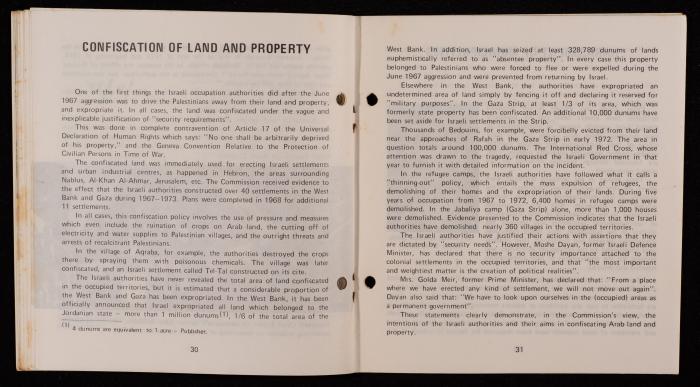 CONFISCATION OF LAND AND PROPERTY
One of the first things the Israeli occupation authorities did after the June
1967 aggression was to drive the Palestinians away from their land and property,
and expropriate it. In all cases, the land was confiscated under the vague and
inexplicable justification of "security requirements".
This was done in complete contravention of Article 17 of the Universal
Declaration of Human Rights which says: "No one shall be arbitrarily deprived
of his property," and the Geneva Convention Relative to the Protection of
Civilian Persons in Time of War.
The confiscated land was immediately used for erecting Israeli settlements
and urban industrial centres, as happened in Hebron, the areas surrounding
Nablus, Al-Khan Al-Ahmar, Jerusalem, etc. The Commission received evidence to
the effect that the Israeli authorities constructed over 40 settlements in the West
Bank and Gaza during 1967-1973. Plans were completed in 1968 for additional
11 settlements.
In all cases, this confiscation policy involves the use of pressure and measures
which even include the ruination of crops on Arab land, the cutting off of
electricity and water supplies to Palestinian villages, and the outright threats and
arrests of recalcitrant Palestinians.
In the village of Agraba, for example, the authorities destroyed the crops
there by spraying them with poisonous chemicals. The village was later
confiscated, and an Israeli settlement called Tel-Tal constructed on its cite.
The Israeli authorities have never revealed the total area of land confiscated
in the occupied territories, but it is estimated that a considerable proportion of
the West Bank and Gaza has been expropriated. In the West Bank, it has been
officially announced that Israel expropriated all land which belonged to the
Jordanian state – more than 1 million dunums(1), 1/6 of the total area of the
(1) 4 dunums are equivalent to 1 acre – Publisher.
30
West Bank. In addition, Israel has seized at least 328,789 dunums of lands
euphemistically referred to as "absentee property". In every case this property
belonged to Palestinians who were forced to flee or were expelled during the
June 1967 aggression and were prevented from returning by Israel.
Elsewhere in the West Bank, the authorities have expropriated an
undetermined area of land simply by fancing it off and declaring it reserved for
"military purposes". In the Gaza Strip, at least 1/3 of its area, which was
formerly state property has been confiscated. An additional 10,000 dunums have
been set aside for Israeli settlements in the Strip.
Thousands of Bedouins, for example, were forcibelly evicted from their land
near the approaches of Rafah in the Gaza Strip in early 1972. The area in
question totals around 100,000 dunums. The International Red Cross, whose
attention was drawn to the tragedy, requested the Israeli Government in that
year to furnish it with detailed information on the incident.
In the refugee camps, the Israeli authorities have followed what it calls a
"thinning-out" policy, which entails the mass expulsion of refugees, the
demolishing of their homes and the expropriation of their lands. During five
years of occupation from 1967 to 1972, 6,400 homes in refugee camps were
demolished. In the Jabaliya camp (Gaza Strip) alone, more than 1,000 houses
were demolished. Evidence presented to the Commission indicates that the Israeli
authorities have demolished nearly 360 villages in the occupied territories.
The Israeli authorities have justified their actions with assertions that they
are dictated by "security needs". However, Moshe Dayan, former Israeli Defence
Minister, has declared that there is no security importance attached to the
colonial settlements in the occupied territories, and that "the most important
and weightest matter is the creation of political realities".
Mrs. Golda Meir, former Prime Minister, has declared that: "From a place
where we have erected any kind of settlement, we will not move out again".
Dayan also said that: "We have to look upon ourselves in the (occupied) areas as
a permanent government".
These statements clearly demonstrate, in the Commission's view, the
intentions of the Israeli authorities and their aims in confiscating Arab land and
property.
31